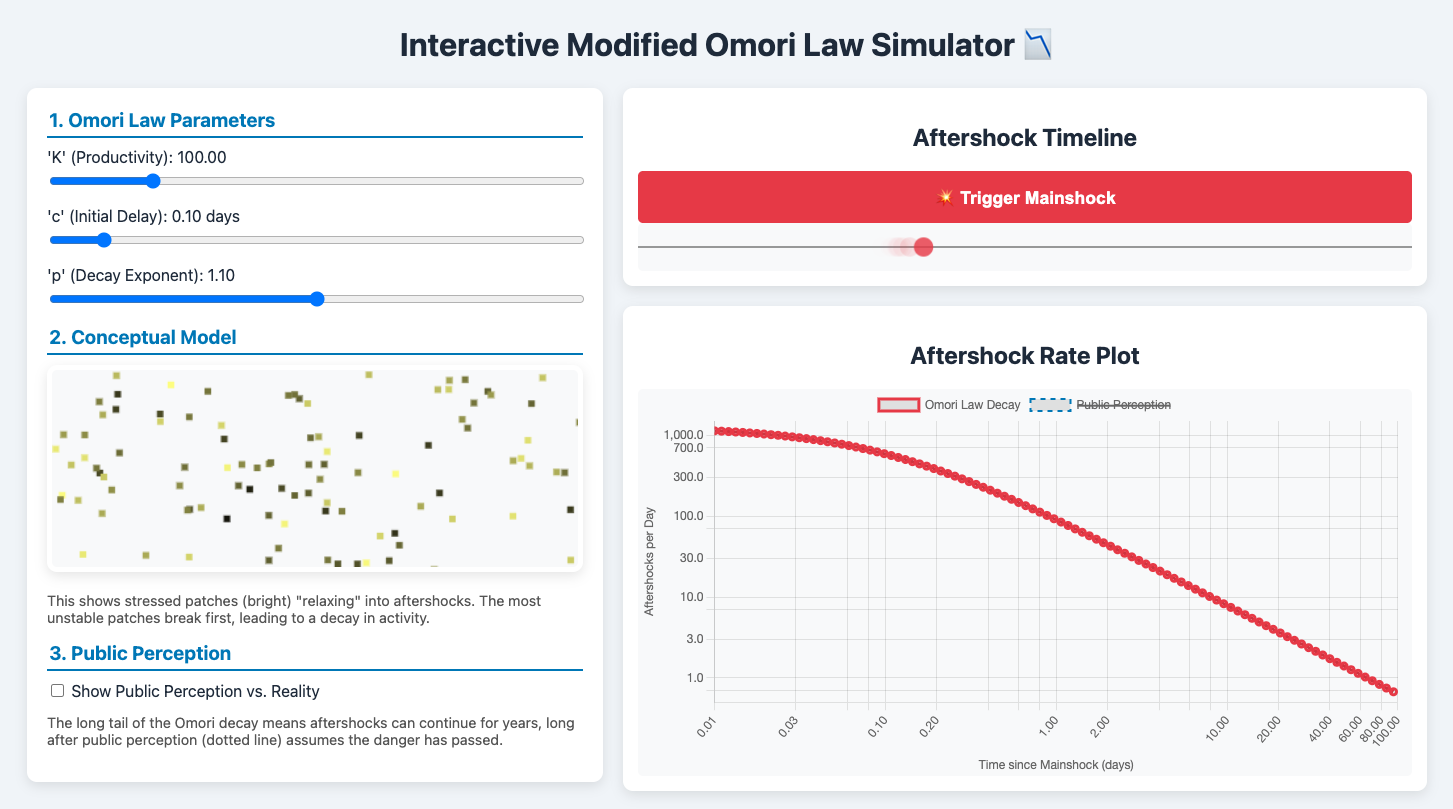 Interactive Modified Omori Law Simulator 📉
1. Omori Law Parameters
'K' (Productivity): 100.00
'c' (Initial Delay): 0.10 days
'p' (Decay Exponent): 1.10
2. Conceptual Model
This shows stressed patches (bright) "relaxing" into aftershocks. The most
unstable patches break first, leading to a decay in activity.
3. Public Perception
Show Public Perception vs. Reality
The long tail of the Omori decay means aftershocks can continue for years, long
after public perception (dotted line) assumes the danger has passed.
Aftershock Timeline
💥 Trigger Mainshock
Aftershock Rate Plot
Omori Law Decay
Public Perception
Aftershocks per Day
1,000.0
700.0
300.0
100.0
30.0
10.0
3.0
1.0
0.01
0.03
0.10
0.20
1.00
2.00
10.00
20.00
40.00
60.00
80.00
100.00
Time since Mainshock (days)